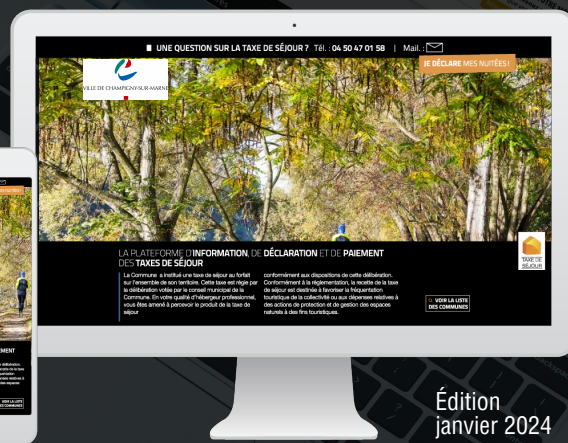 UNE QUESTION SUR LA TAXE DE SÉJOUR ? Tél. : 04 50 47 01 58 | Mail. :
JE DÉCLARE MES NUITÉES !
VILLE DE CHAMPIGNY-SUR-MARNE
LA PLATEFORME D'INFORMATION, DE DÉCLARATION ET DE PAIEMENT
DES TAXES DE SÉJOUR
La Commune a institué une taxe de séjour au forfait
sur l'ensemble de son territoire. Cette taxe est régie par
la délibération votée par le conseil municipal de la
Commune. En votre qualité d'hébergeur professionnel,
vous êtes amené à percevoir le produit de la taxe de
séjour
conformément aux dispositions de cette délibération.
Conformément à la réglementation, la recette de la taxe
de séjour est destinée à favoriser la fréquentation
touristique de la collectivité ou aux dépenses relatives à
des actions de protection et de gestion des espaces
naturels à des fins touristiques.
TAXE DE
SÉJOUR
VOIR LA LISTE
DES COMMUNES
Édition
janvier 2024